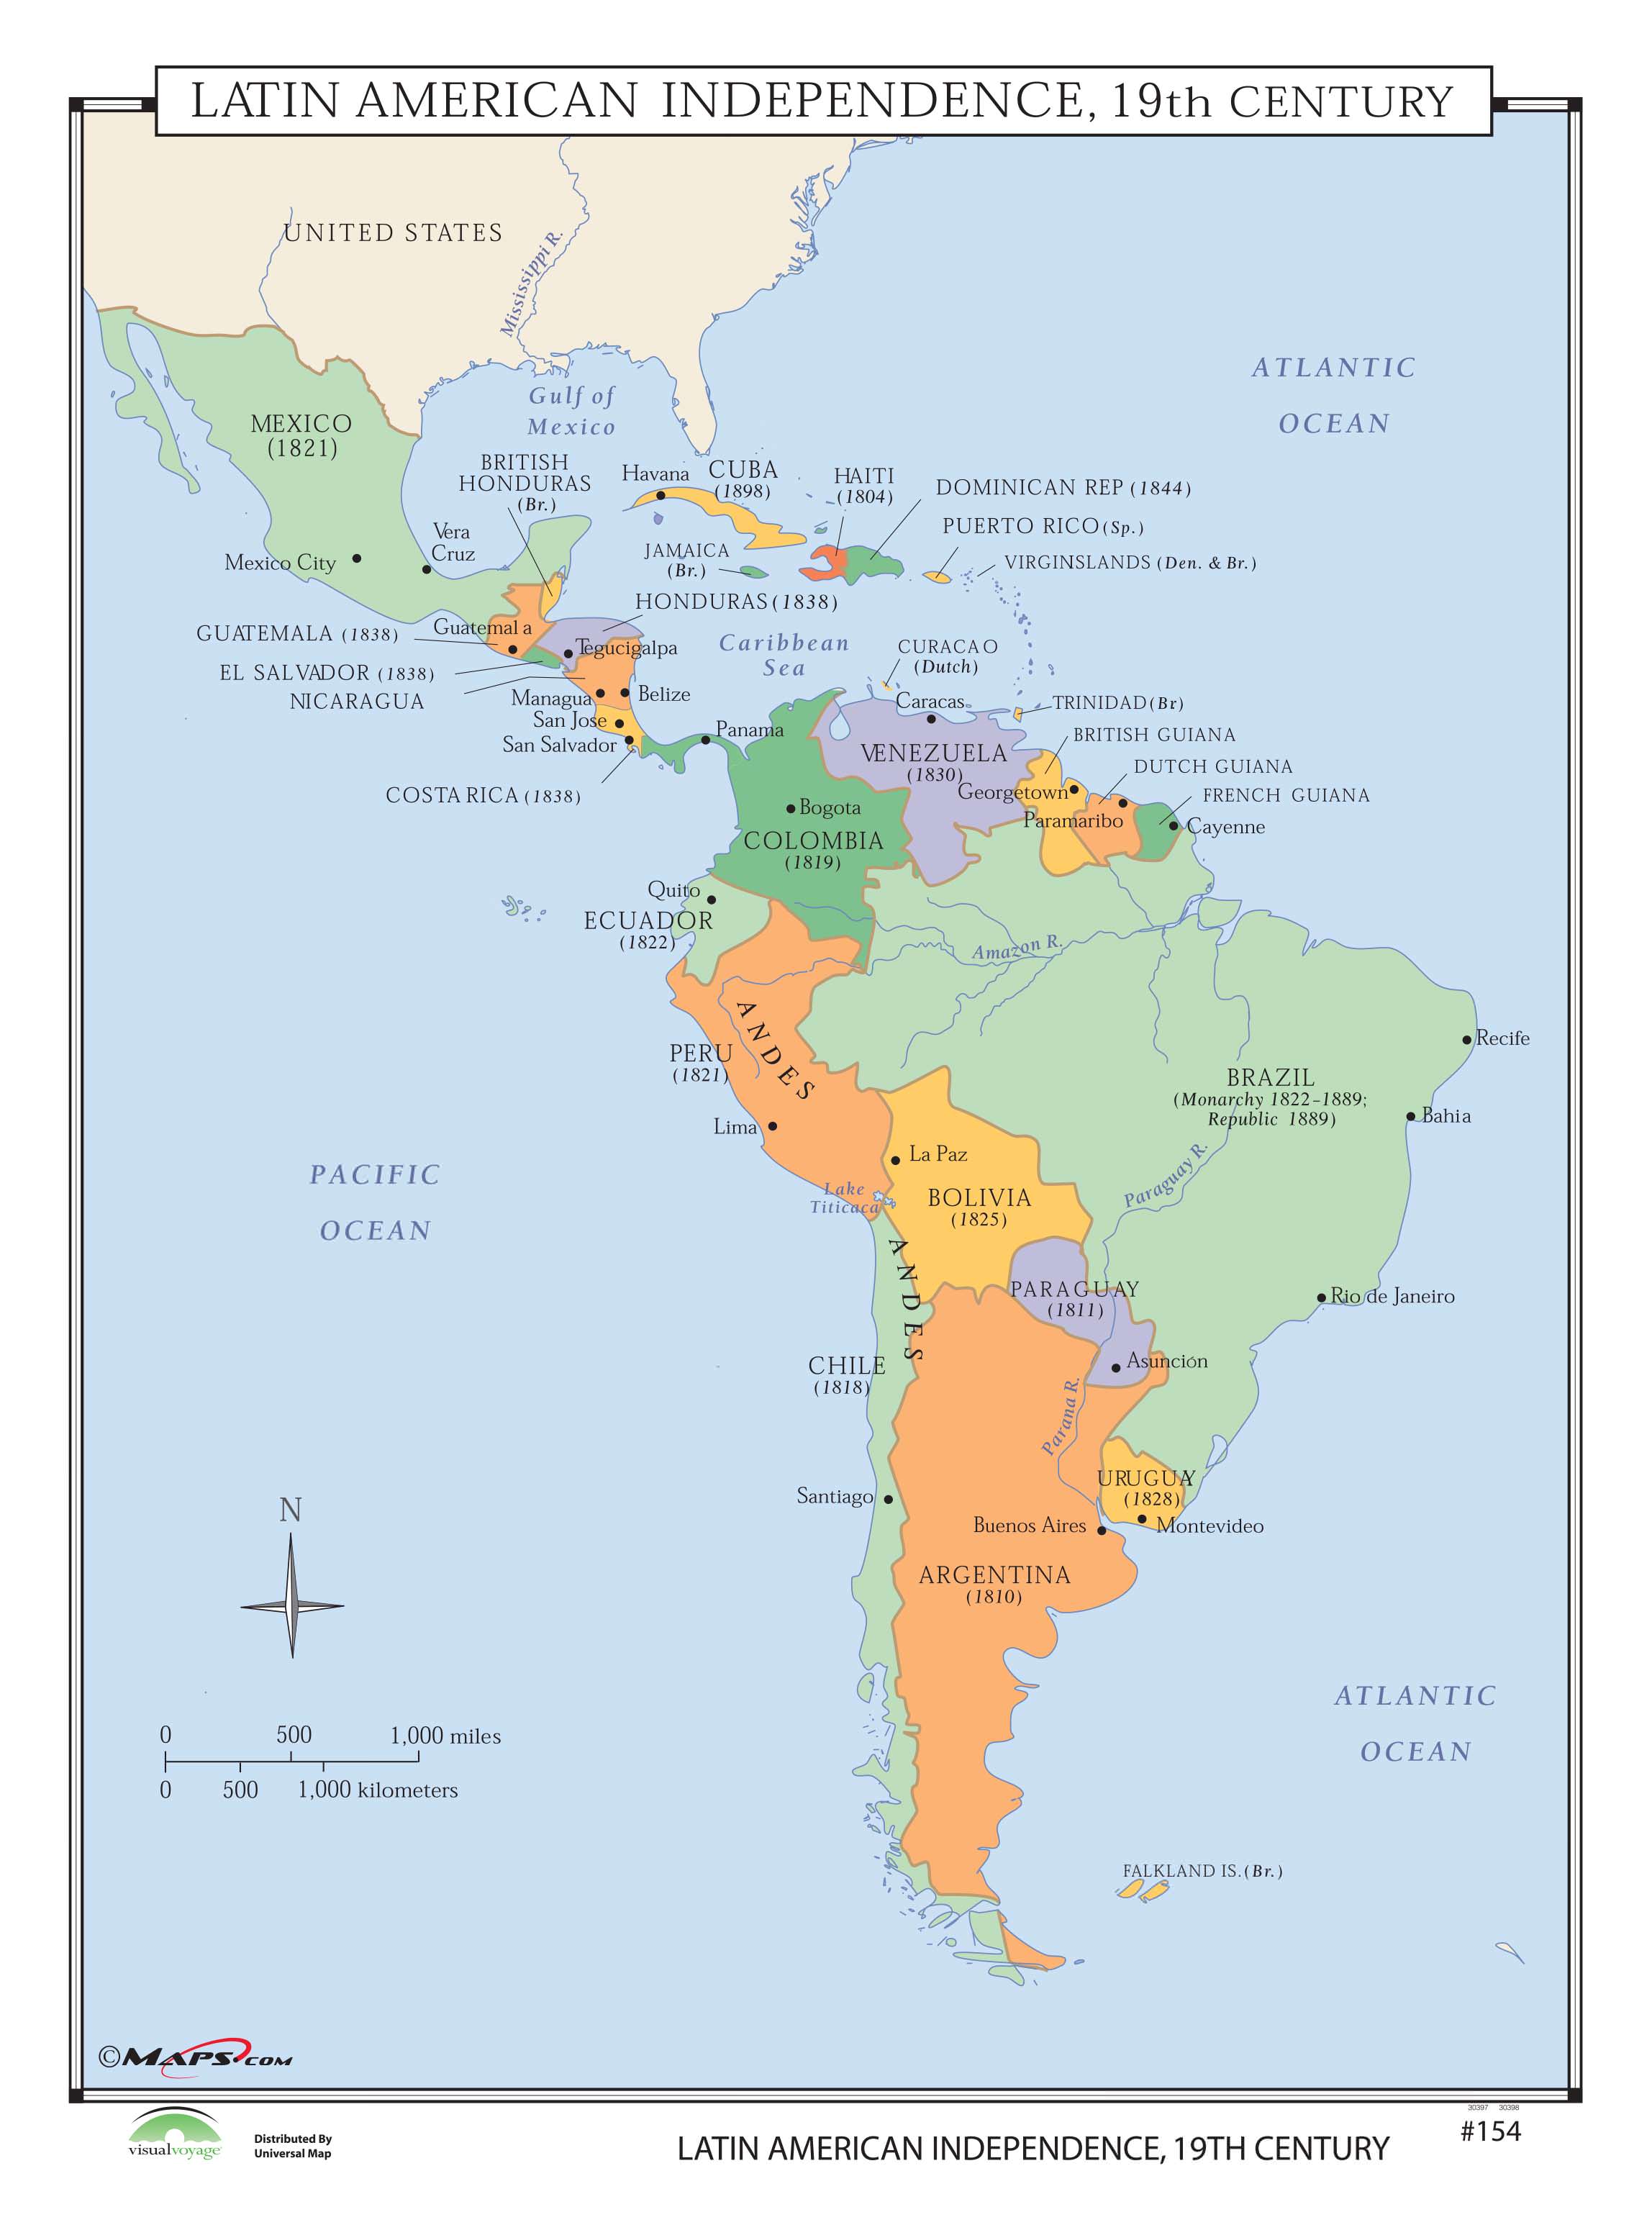 LATIN AMERICAN INDEPENDENCE, 19th CENTURY
UNITED STATES
Mississippi R.
ATLANTIC
OCEAN
Gulf of
Mexico
MEXICO
(1821)
BRITISH
HONDURAS
(Br.)
Havana
CUBA
(1898)
HAITI
(1804)
DOMINICAN REP (1844)
PUERTO RICO (Sp.)
VIRGINSLANDS (Den. & Br.)
Vera
Cruz
Mexico City
JAMAICA
(Br.)
HONDURAS (1838)
GUATEMALA (1838)
Guatemal a
Tegucigalpa
EL SALVADOR (1838)
NICARAGUA
Managua
Belize
San Jose
San Salvador
COSTA RICA (1838)
Panama
Caribbean
Sea
CURACAO
(Dutch)
Caracas
TRINIDAD (Br)
VENEZUELA
(1830)
BRITISH GUIANA
DUTCH GUIANA
FRENCH GUIANA
Georgetown
Paramaribo
Cayenne
Bogota
COLOMBIA
(1819)
Quito
ECUADOR
(1822)
Amazon R.
ANDES
PERU
(1821)
Lima
Recife
BRAZIL
(Monarchy 1822-1889;
Republic 1889)
Bahia
La Paz
Lake
Titicaca
BOLIVIA
(1825)
Paraguay R.
PACIFIC
OCEAN
ANDES
PARAGUAY
(1811)
Rio de Janeiro
Asunción
CHILE
(1818)
Parana R.
URUGUAY
(1828)
Santiago
Buenos Aires
Montevideo
ARGENTINA
(1810)
N
ATLANTIC
OCEAN
0 500 1,000 miles
0 500 1,000 kilometers
FALKLAND IS. (Br.)
©MAPS.COM
30397 30398
visualvoyage
Distributed By
Universal Map
LATIN AMERICAN INDEPENDENCE, 19TH CENTURY
#154